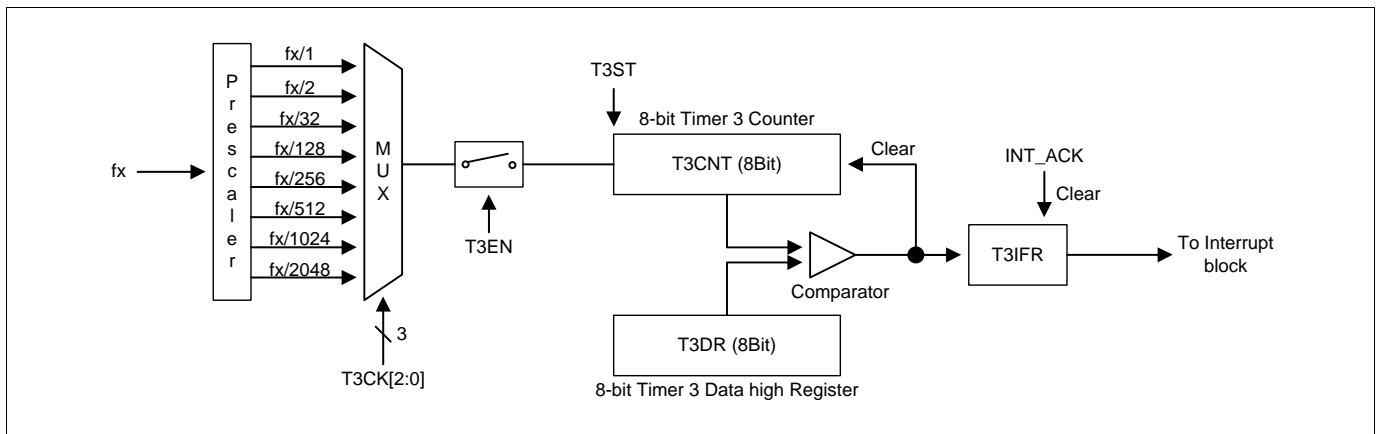 fx
Prescaler
fx/1
fx/2
fx/32
fx/128
fx/256
fx/512
fx/1024
fx/2048
MUX
3
T3CK[2:0]
T3EN
T3ST
8-bit Timer 3 Counter
T3CNT (8Bit)
Clear
Comparator
T3DR (8Bit)
8-bit Timer 3 Data high Register
INT_ACK
Clear
T3IFR
To Interrupt
block